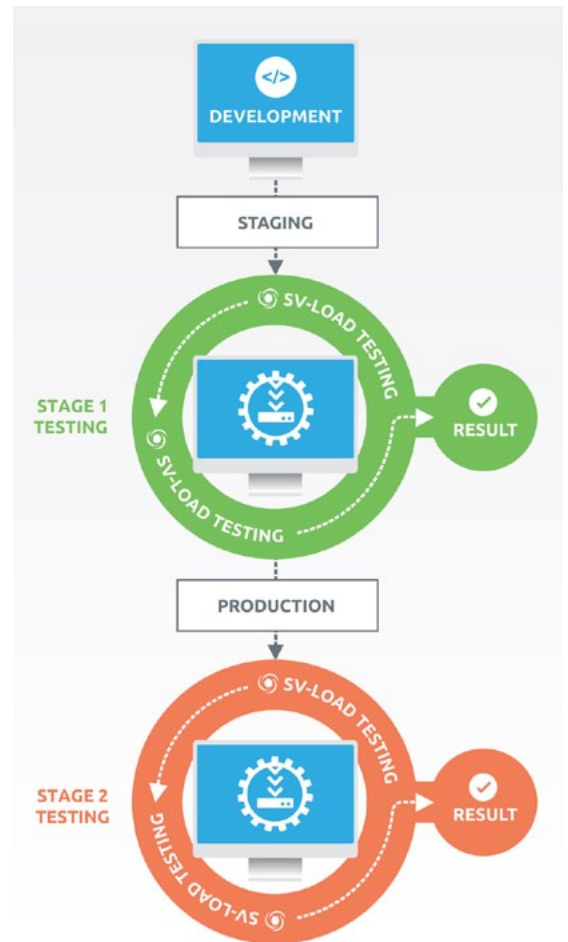 </>
DEVELOPMENT
STAGING
SV-LOAD TESTING
STAGE 1
TESTING
RESULT
SV-LOAD TESTING
PRODUCTION
SV-LOAD TESTING
STAGE 2
TESTING
RESULT
SV-LOAD TESTING